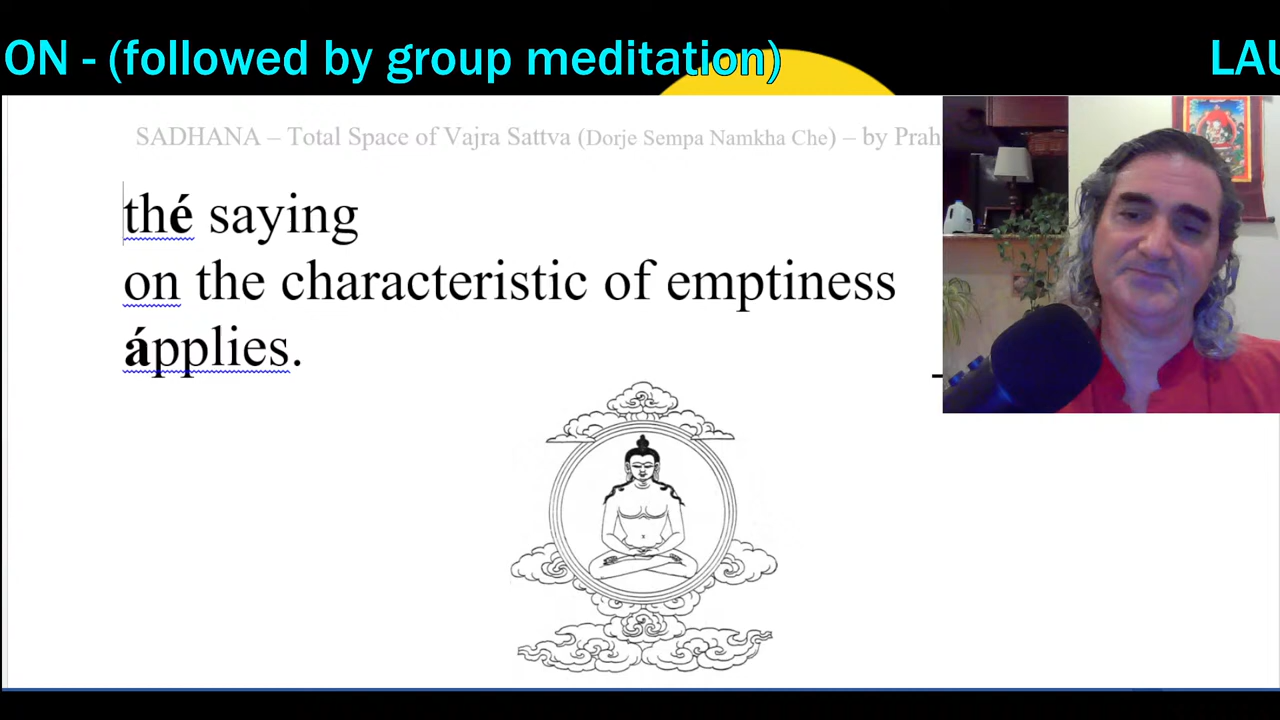 ON - (followed by group meditation) LAU
SADHANA – Total Space of Vajra Sattva (Dorje Sempa Namkha Che) – by Prah
thé saying
on the characteristic of emptiness
ápplies.